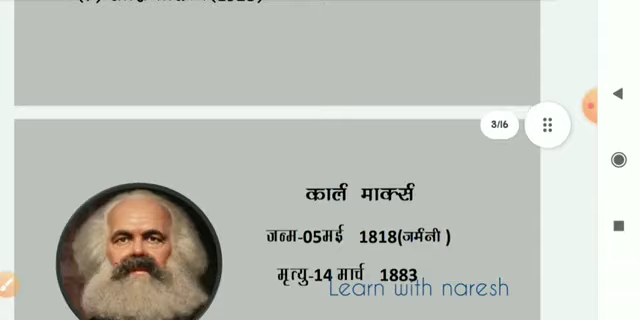 3/16
कार्ल मार्क्स
जन्म-05मई 1818(जर्मनी )
मृत्यु-14 मार्च 1883
Learn with naresh